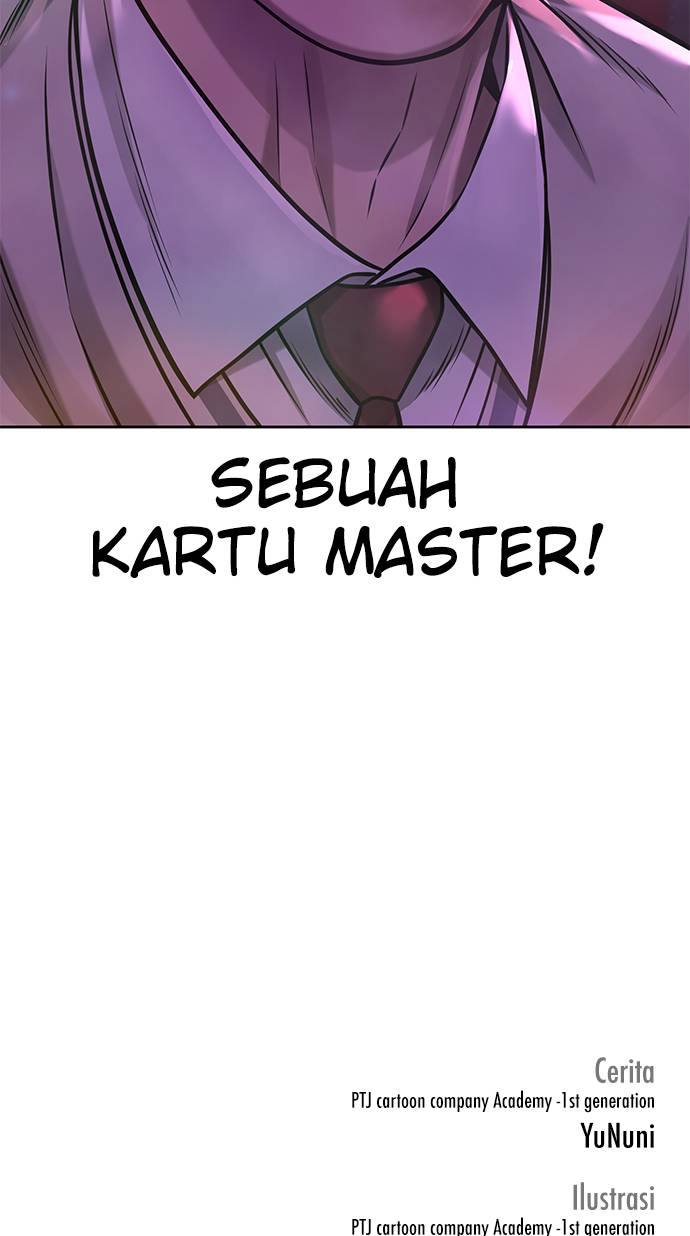 SEBUAH
KARTU MASTER!
Cerita
PTJ cartoon company Academy -1st generation
YuNuni
Ilustrasi
PTJ cartoon company Academy -1st generation